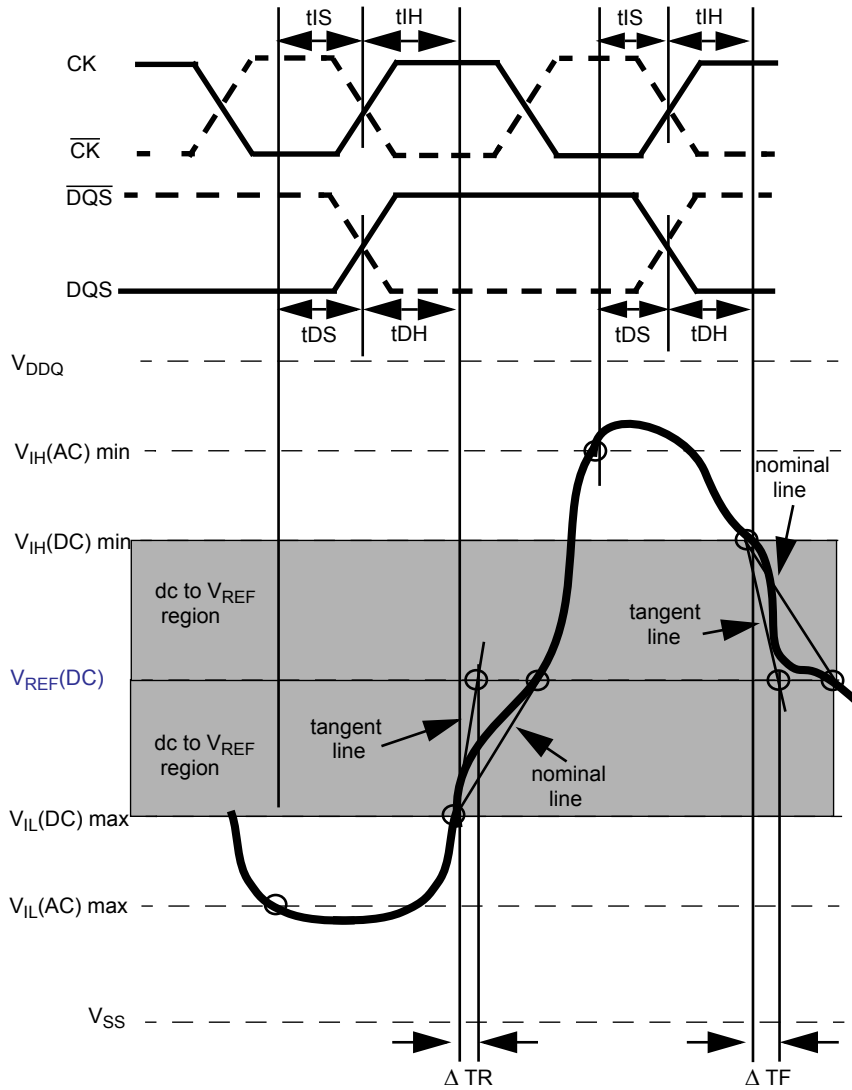 tIS tIH tIS tIH
CK
C̅K̅
D̅Q̅S̅
DQS
tDS tDH tDS tDH
VDDQ
VIH(AC) min
nominal
line
VIH(DC) min
dc to VREF
region
tangent
line
VREF(DC)
tangent
line
dc to VREF
region
nominal
line
VIL(DC) max
VIL(AC) max
VSS
Δ TR Δ TF